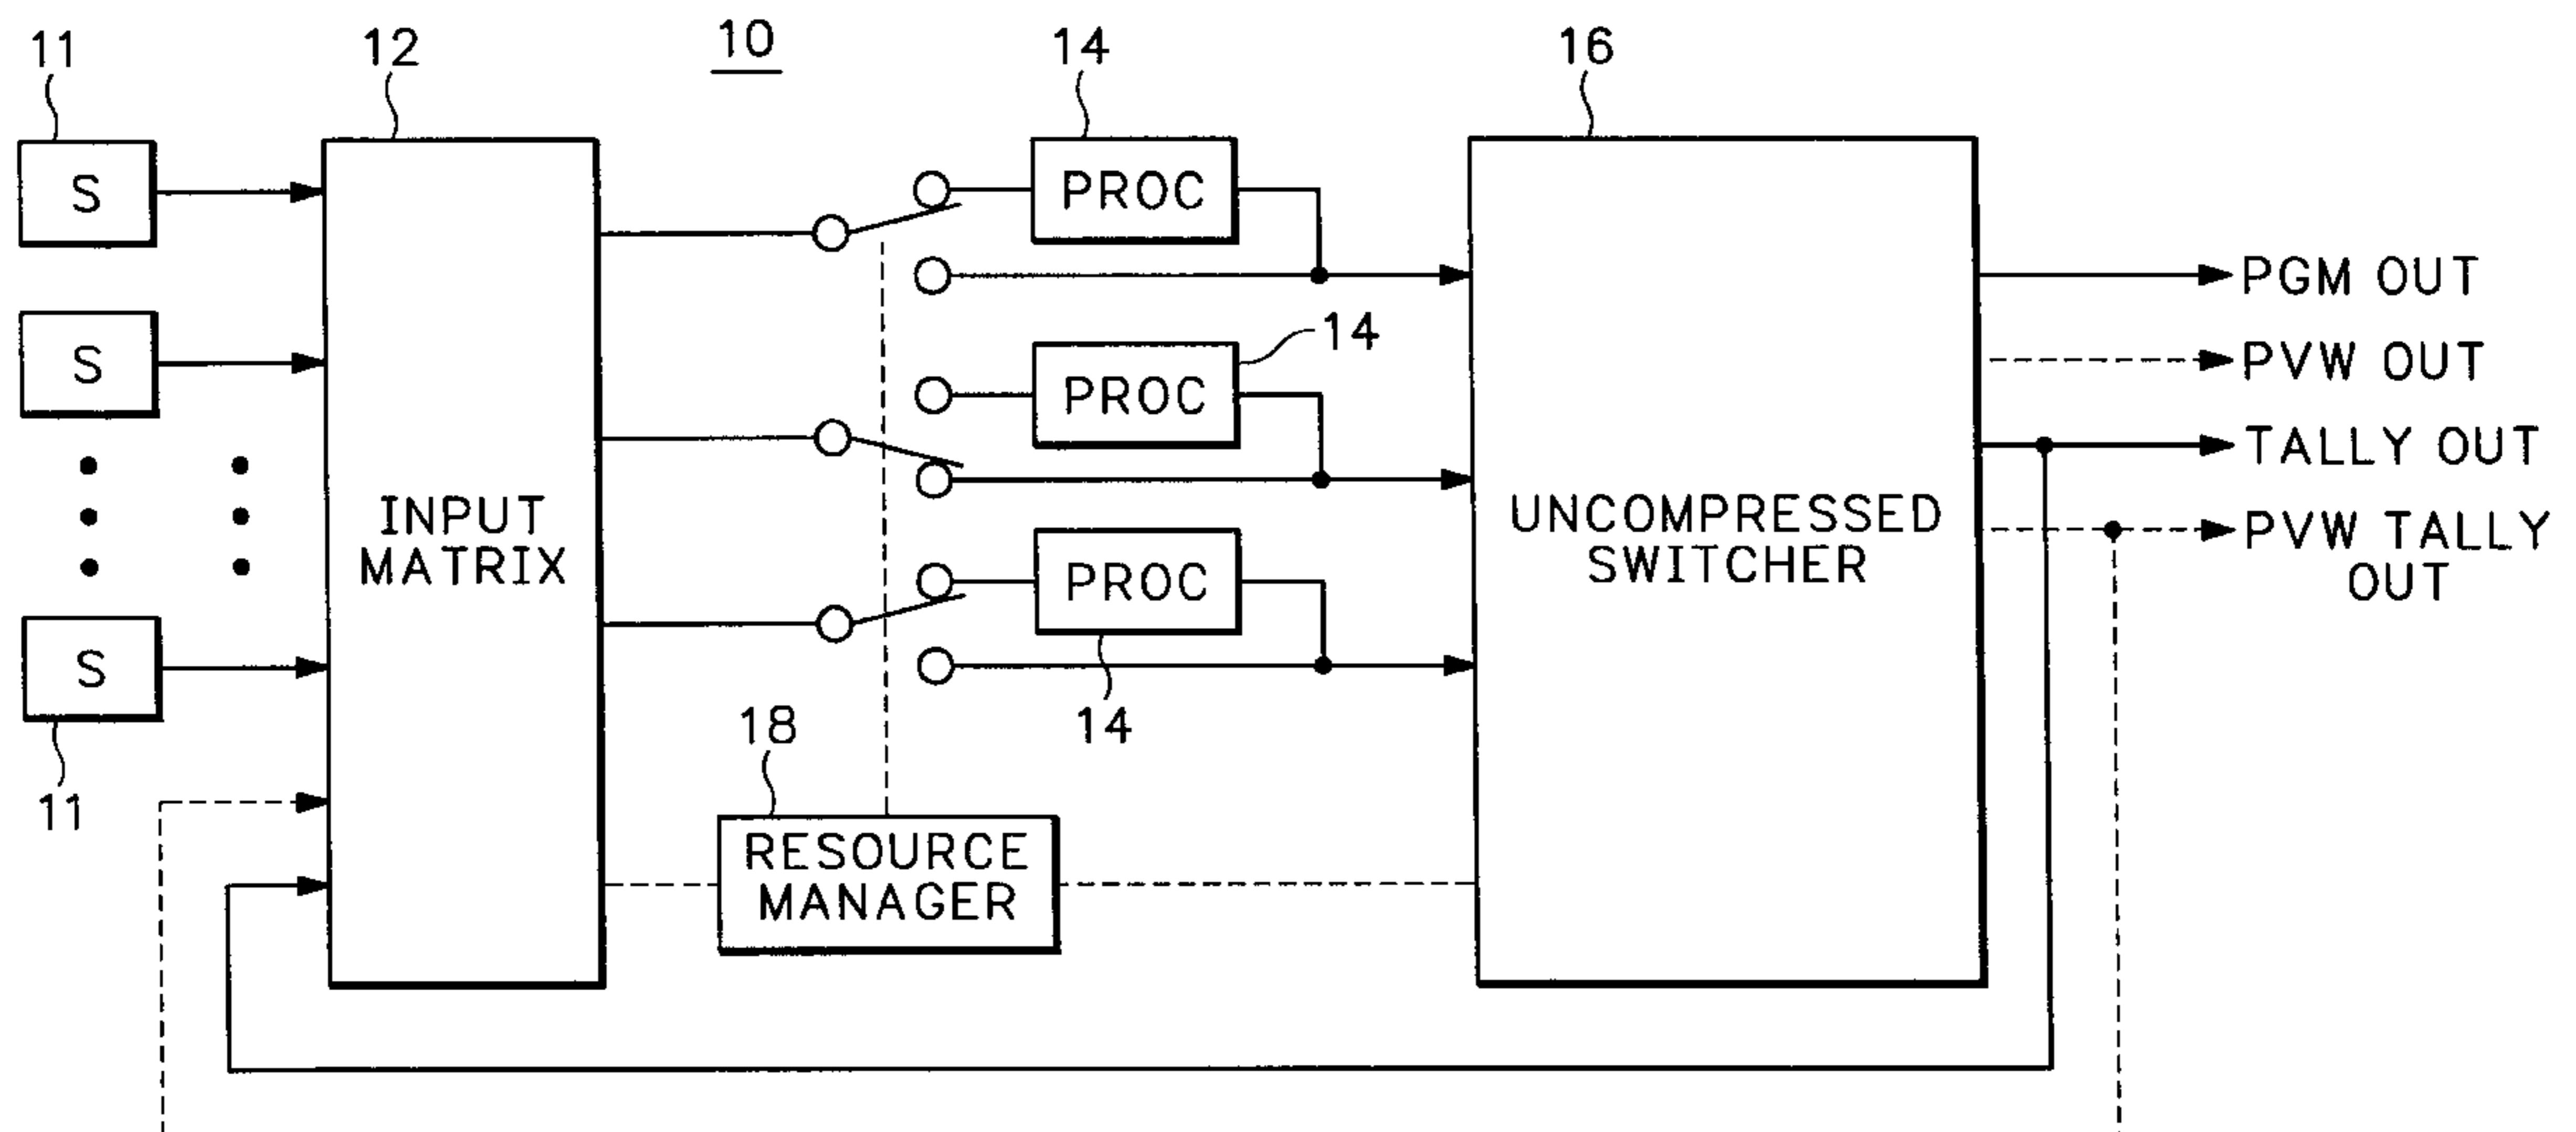 11
12
10
14
16
S
PROC
PGM OUT
S
14
PROC
PVW OUT
TALLY OUT
INPUT
MATRIX
UNCOMPRESSED
SWITCHER
PVW TALLY
OUT
PROC
S
14
18
11
RESOURCE
MANAGER